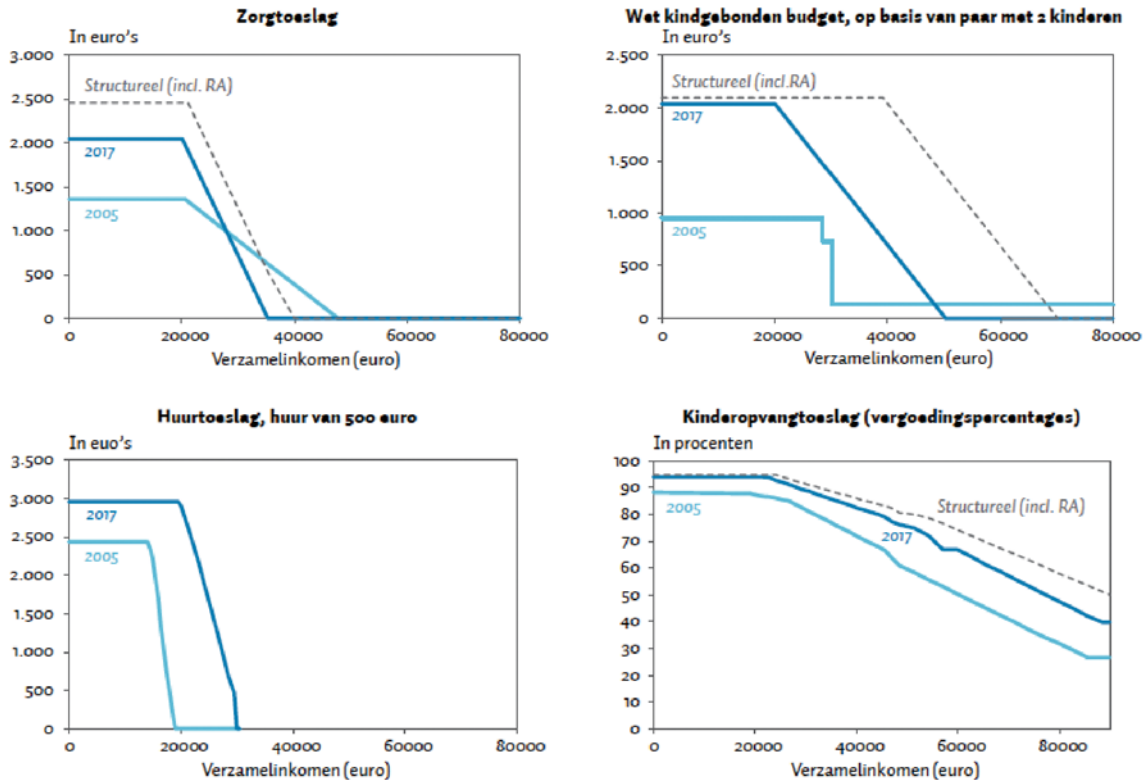 Zorgtoeslag
In euro's
3.000
2.500
2.000
1.500
1.000
500
0
Structureel (incl. RA)
2017
2005
0 20000 40000 60000 80000
Verzamelinkomen (euro)
Wet kindgebonden budget, op basis van paar met 2 kinderen
In euro's
2.500
2.000
1.500
1.000
500
0
Structureel (incl.RA)
2017
2005
0 20000 40000 60000 80000
Verzamelinkomen (euro)
Huurtoeslag, huur van 500 euro
In euo's
3.500
3.000
2.500
2.000
1.500
1.000
500
0
2017
2005
0 20000 40000 60000 80000
Verzamelinkomen (euro)
Kinderopvangtoeslag (vergoedingspercentages)
In procenten
100
90
80
70
60
50
40
30
20
10
0
2005
Structureel (incl. RA)
2017
0 20000 40000 60000 80000
Verzamelinkomen (euro)